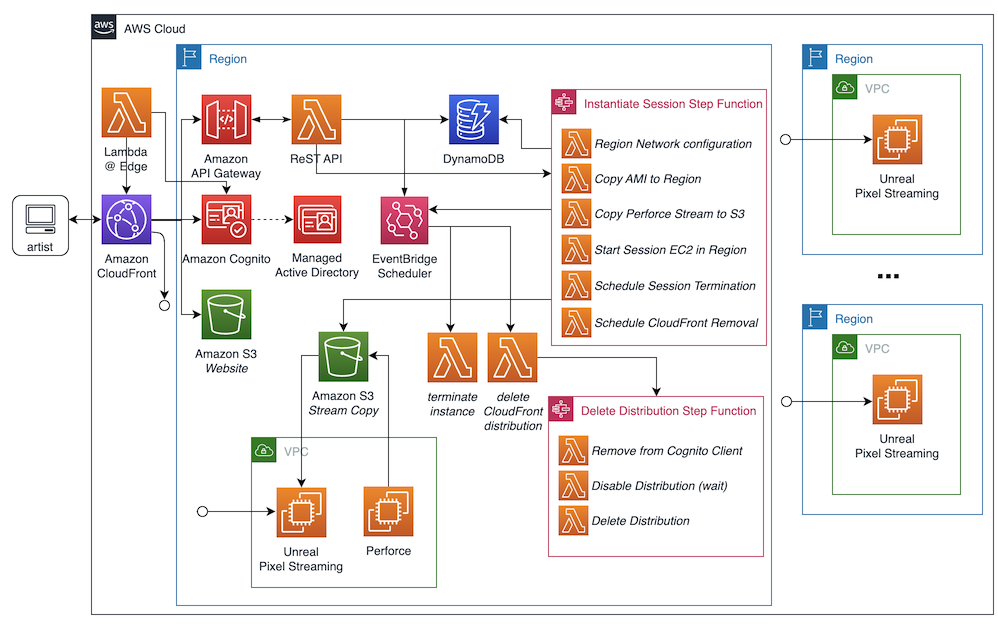 aws
AWS Cloud
Region
Lambda
@ Edge
Amazon
API Gateway
ReST API
DynamoDB
Instantiate Session Step Function
Region Network configuration
Copy AMI to Region
Copy Perforce Stream to S3
Start Session EC2 in Region
Schedule Session Termination
Schedule CloudFront Removal
artist
Amazon
CloudFront
Amazon Cognito
Managed
Active Directory
EventBridge
Scheduler
Amazon S3
Website
Amazon S3
Stream Copy
terminate
instance
delete
CloudFront
distribution
Delete Distribution Step Function
Remove from Cognito Client
Disable Distribution (wait)
Delete Distribution
VPC
Unreal
Pixel Streaming
Perforce
Region
VPC
Unreal
Pixel Streaming
...
Region
VPC
Unreal
Pixel Streaming